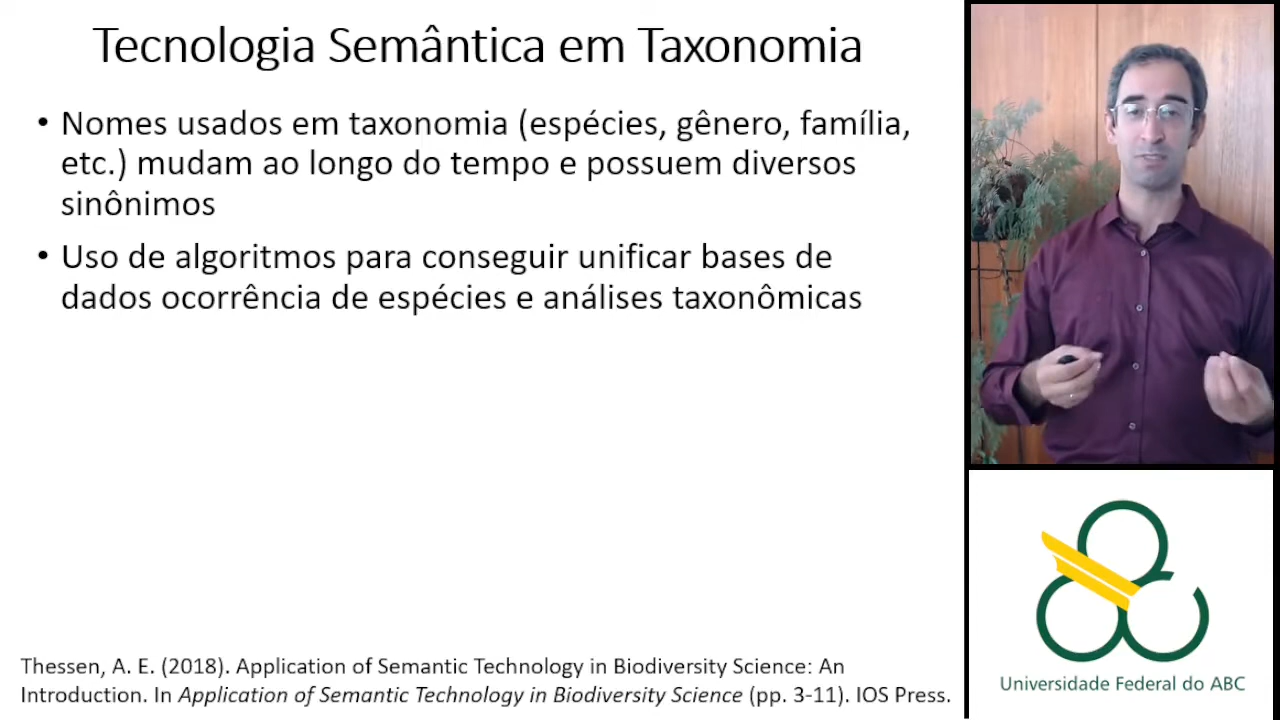 Tecnologia Semântica em Taxonomia
• Nomes usados em taxonomia (espécies, gênero, família,
etc.) mudam ao longo do tempo e possuem diversos
sinônimos
• Uso de algoritmos para conseguir unificar bases de
dados ocorrência de espécies e análises taxonômicas
Thessen, A. E. (2018). Application of Semantic Technology in Biodiversity Science: An
Introduction. In Application of Semantic Technology in Biodiversity Science (pp. 3-11). IOS Press.
Universidade Federal do ABC